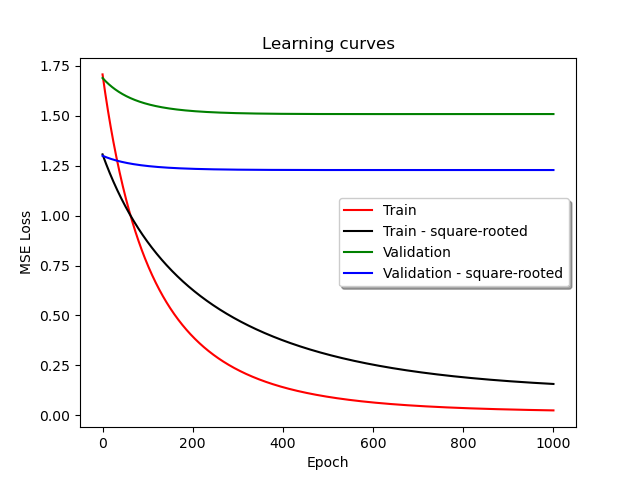 Learning curves
MSE Loss
1.75
1.50
1.25
1.00
0.75
0.50
0.25
0.00
Train
Train - square-rooted
Validation
Validation - square-rooted
0 200 400 600 800 1000
Epoch